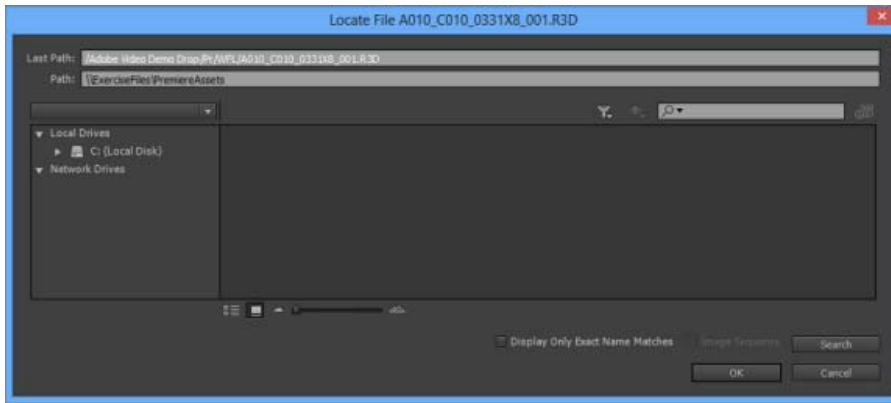 Locate File A010_C010_0331X8_001.R3D
Last Path: /Adobe Video Demo Drop/Pr/WFL/A010_C010_0331X8_001.R3D
Path: \\ExerciseFiles\PremiereAssets
Local Drives
C: (Local Disk)
Network Drives
Display Only Exact Name Matches Image Sequence Search
OK Cancel